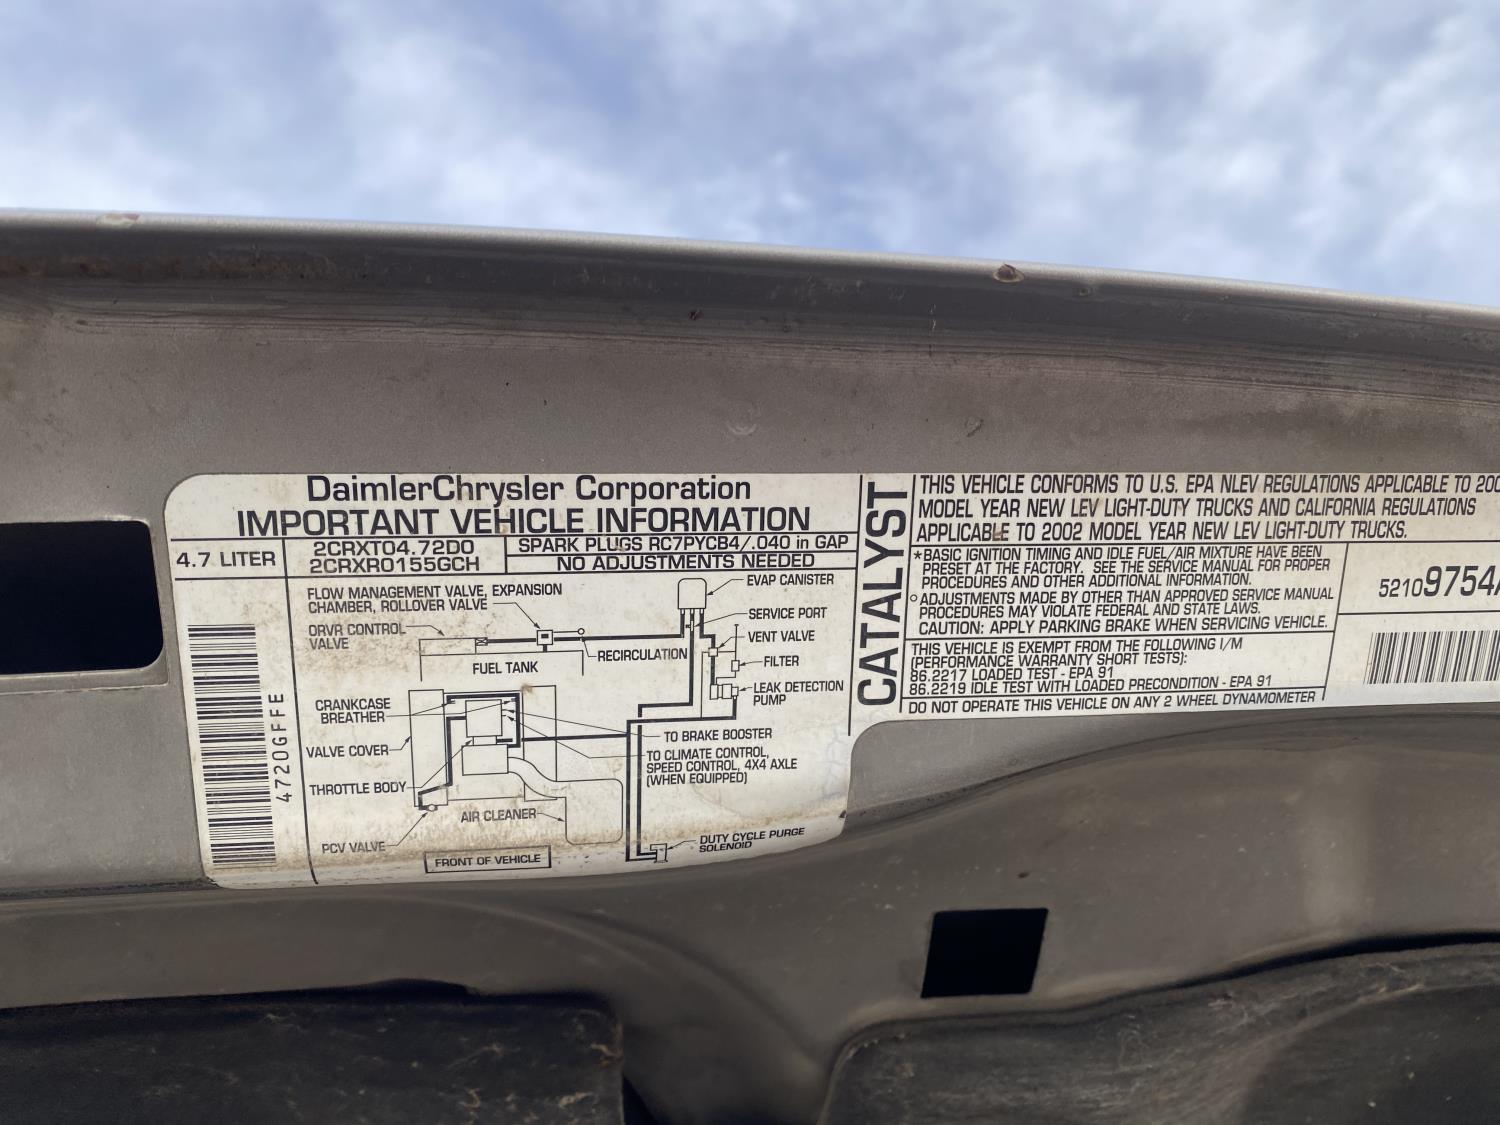 DaimlerChrysler Corporation
IMPORTANT VEHICLE INFORMATION
4.7 LITER
2CRXT04.72D0
2CRXR0155GCH
SPARK PLUGS RC7PYCB4/.040 in GAP
NO ADJUSTMENTS NEEDED
FLOW MANAGEMENT VALVE, EXPANSION
CHAMBER, ROLLOVER VALVE
ORVR CONTROL
VALVE
FUEL TANK
RECIRCULATION
EVAP CANISTER
SERVICE PORT
VENT VALVE
FILTER
LEAK DETECTION
PUMP
CRANKCASE
BREATHER
VALVE COVER
THROTTLE BODY
PCV VALVE
AIR CLEANER
FRONT OF VEHICLE
TO BRAKE BOOSTER
TO CLIMATE CONTROL,
SPEED CONTROL, 4X4 AXLE
(WHEN EQUIPPED)
DUTY CYCLE PURGE
SOLENOID
4720GFFE
CATALYST
THIS VEHICLE CONFORMS TO U.S. EPA NLEV REGULATIONS APPLICABLE TO 200
MODEL YEAR NEW LEV LIGHT-DUTY TRUCKS AND CALIFORNIA REGULATIONS
APPLICABLE TO 2002 MODEL YEAR NEW LEV LIGHT-DUTY TRUCKS.
*BASIC IGNITION TIMING AND IDLE FUEL/AIR MIXTURE HAVE BEEN
PRESET AT THE FACTORY. SEE THE SERVICE MANUAL FOR PROPER
PROCEDURES AND OTHER ADDITIONAL INFORMATION.
° ADJUSTMENTS MADE BY OTHER THAN APPROVED SERVICE MANUAL
PROCEDURES MAY VIOLATE FEDERAL AND STATE LAWS.
CAUTION: APPLY PARKING BRAKE WHEN SERVICING VEHICLE.
THIS VEHICLE IS EXEMPT FROM THE FOLLOWING I/M
(PERFORMANCE WARRANTY SHORT TESTS):
86.2217 LOADED TEST - EPA 91
86.2219 IDLE TEST WITH LOADED PRECONDITION - EPA 91
DO NOT OPERATE THIS VEHICLE ON ANY 2 WHEEL DYNAMOMETER
52109754A